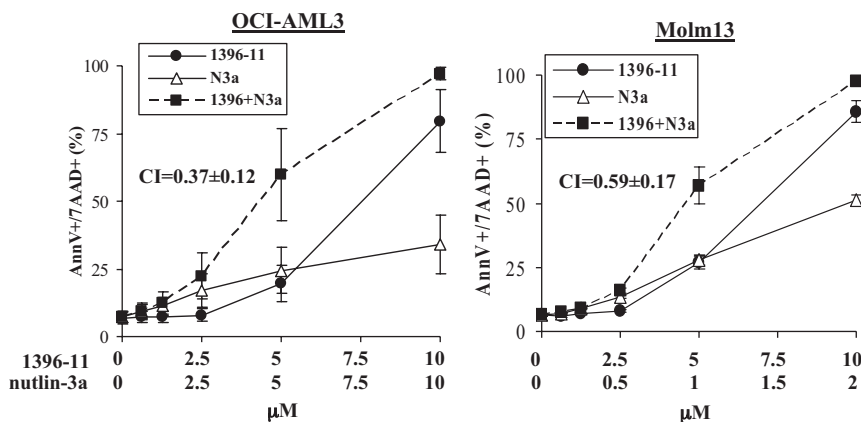 OCI-AML3
1396-11
N3a
1396+N3a
AnnV+/7AAD+ (%)
100
75
50
25
0
CI=0.37±0.12
1396-11 0 2.5 5 7.5 10
nutlin-3a 0 2.5 5 7.5 10
µM
Molm13
1396-11
N3a
1396+N3a
AnnV+/7AAD+ (%)
100
75
50
25
0
CI=0.59±0.17
0 2.5 5 7.5 10
0 0.5 1 1.5 2
µM